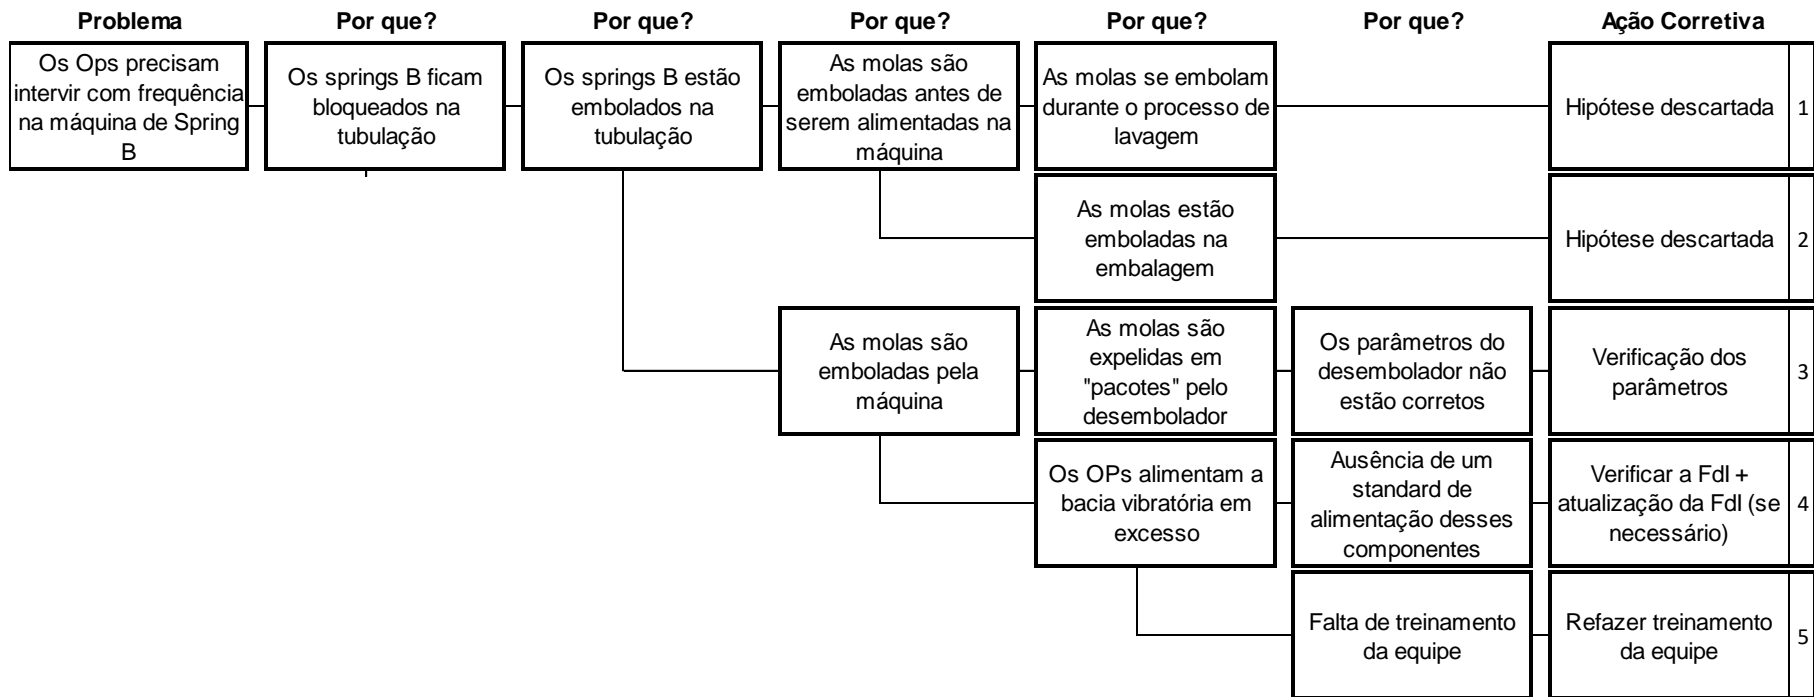 Problema
Por que?
Por que?
Por que?
Por que?
Por que?
Ação Corretiva
Os Ops precisam
intervir com frequência
na máquina de Spring
B
Os springs B ficam
bloqueados na
tubulação
Os springs B estão
embolados na
tubulação
As molas são
emboladas antes de
serem alimentadas na
máquina
As molas se embolam
durante o processo de
lavagem
Hipótese descartada
1
As molas estão
emboladas na
embalagem
Hipótese descartada
2
As molas são
emboladas pela
máquina
As molas são
expelidas em
"pacotes" pelo
desembolador
Os parâmetros do
desembolador não
estão corretos
Verificação dos
parâmetros
3
Os OPs alimentam a
bacia vibratória em
excesso
Ausência de um
standard de
alimentação desses
componentes
Verificar a FdI +
atualização da FdI (se
necessário)
4
Falta de treinamento
da equipe
Refazer treinamento
da equipe
5